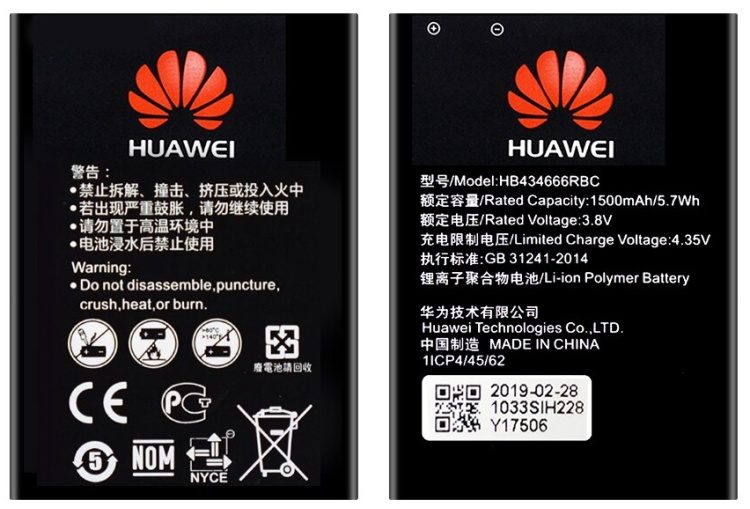 HUAWEI
警告：
•禁止拆解、撞击、挤压或投入火中
•若出现严重鼓胀，请勿继续使用
•请勿置于高温环境中
•电池浸水后禁止使用
Warning:
•Do not disassemble,puncture,
crush,heat,or burn.
>60°C
>140°F
廢電池請回收
CE
PCT
5
NOM
NYCE
HUAWEI
型号/Model:HB434666RBC
额定容量/Rated Capacity:1500mAh/5.7Wh
额定电压/Rated Voltage:3.8V
充电限制电压/Limited Charge Voltage:4.35V
执行标准:GB 31241-2014
锂离子聚合物电池/Li-ion Polymer Battery
华为技术有限公司
Huawei Technologies Co.,LTD.
中国制造 MADE IN CHINA
1ICP4/45/62
2019-02-28
1033SIH228
Y17506